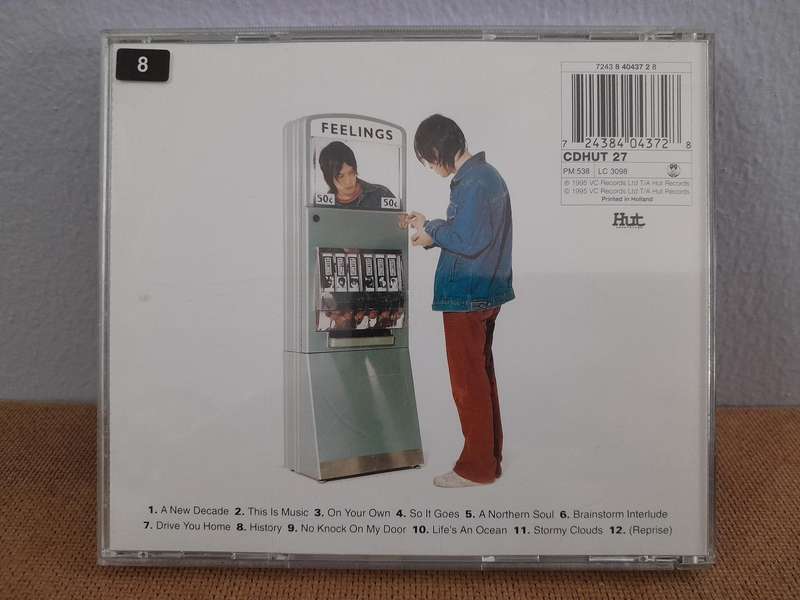 8
7243 8 40437 2 8
7 24384 04372 8
CDHUT 27
PM:538 LC 3098
℗ 1995 VC Records Ltd T/A Hut Records
© 1995 VC Records Ltd T/A Hut Records
Printed in Holland
Hut
FEELINGS
50¢ 50¢
1. A New Decade 2. This Is Music 3. On Your Own 4. So It Goes 5. A Northern Soul 6. Brainstorm Interlude
7. Drive You Home 8. History 9. No Knock On My Door 10. Life's An Ocean 11. Stormy Clouds 12. (Reprise)